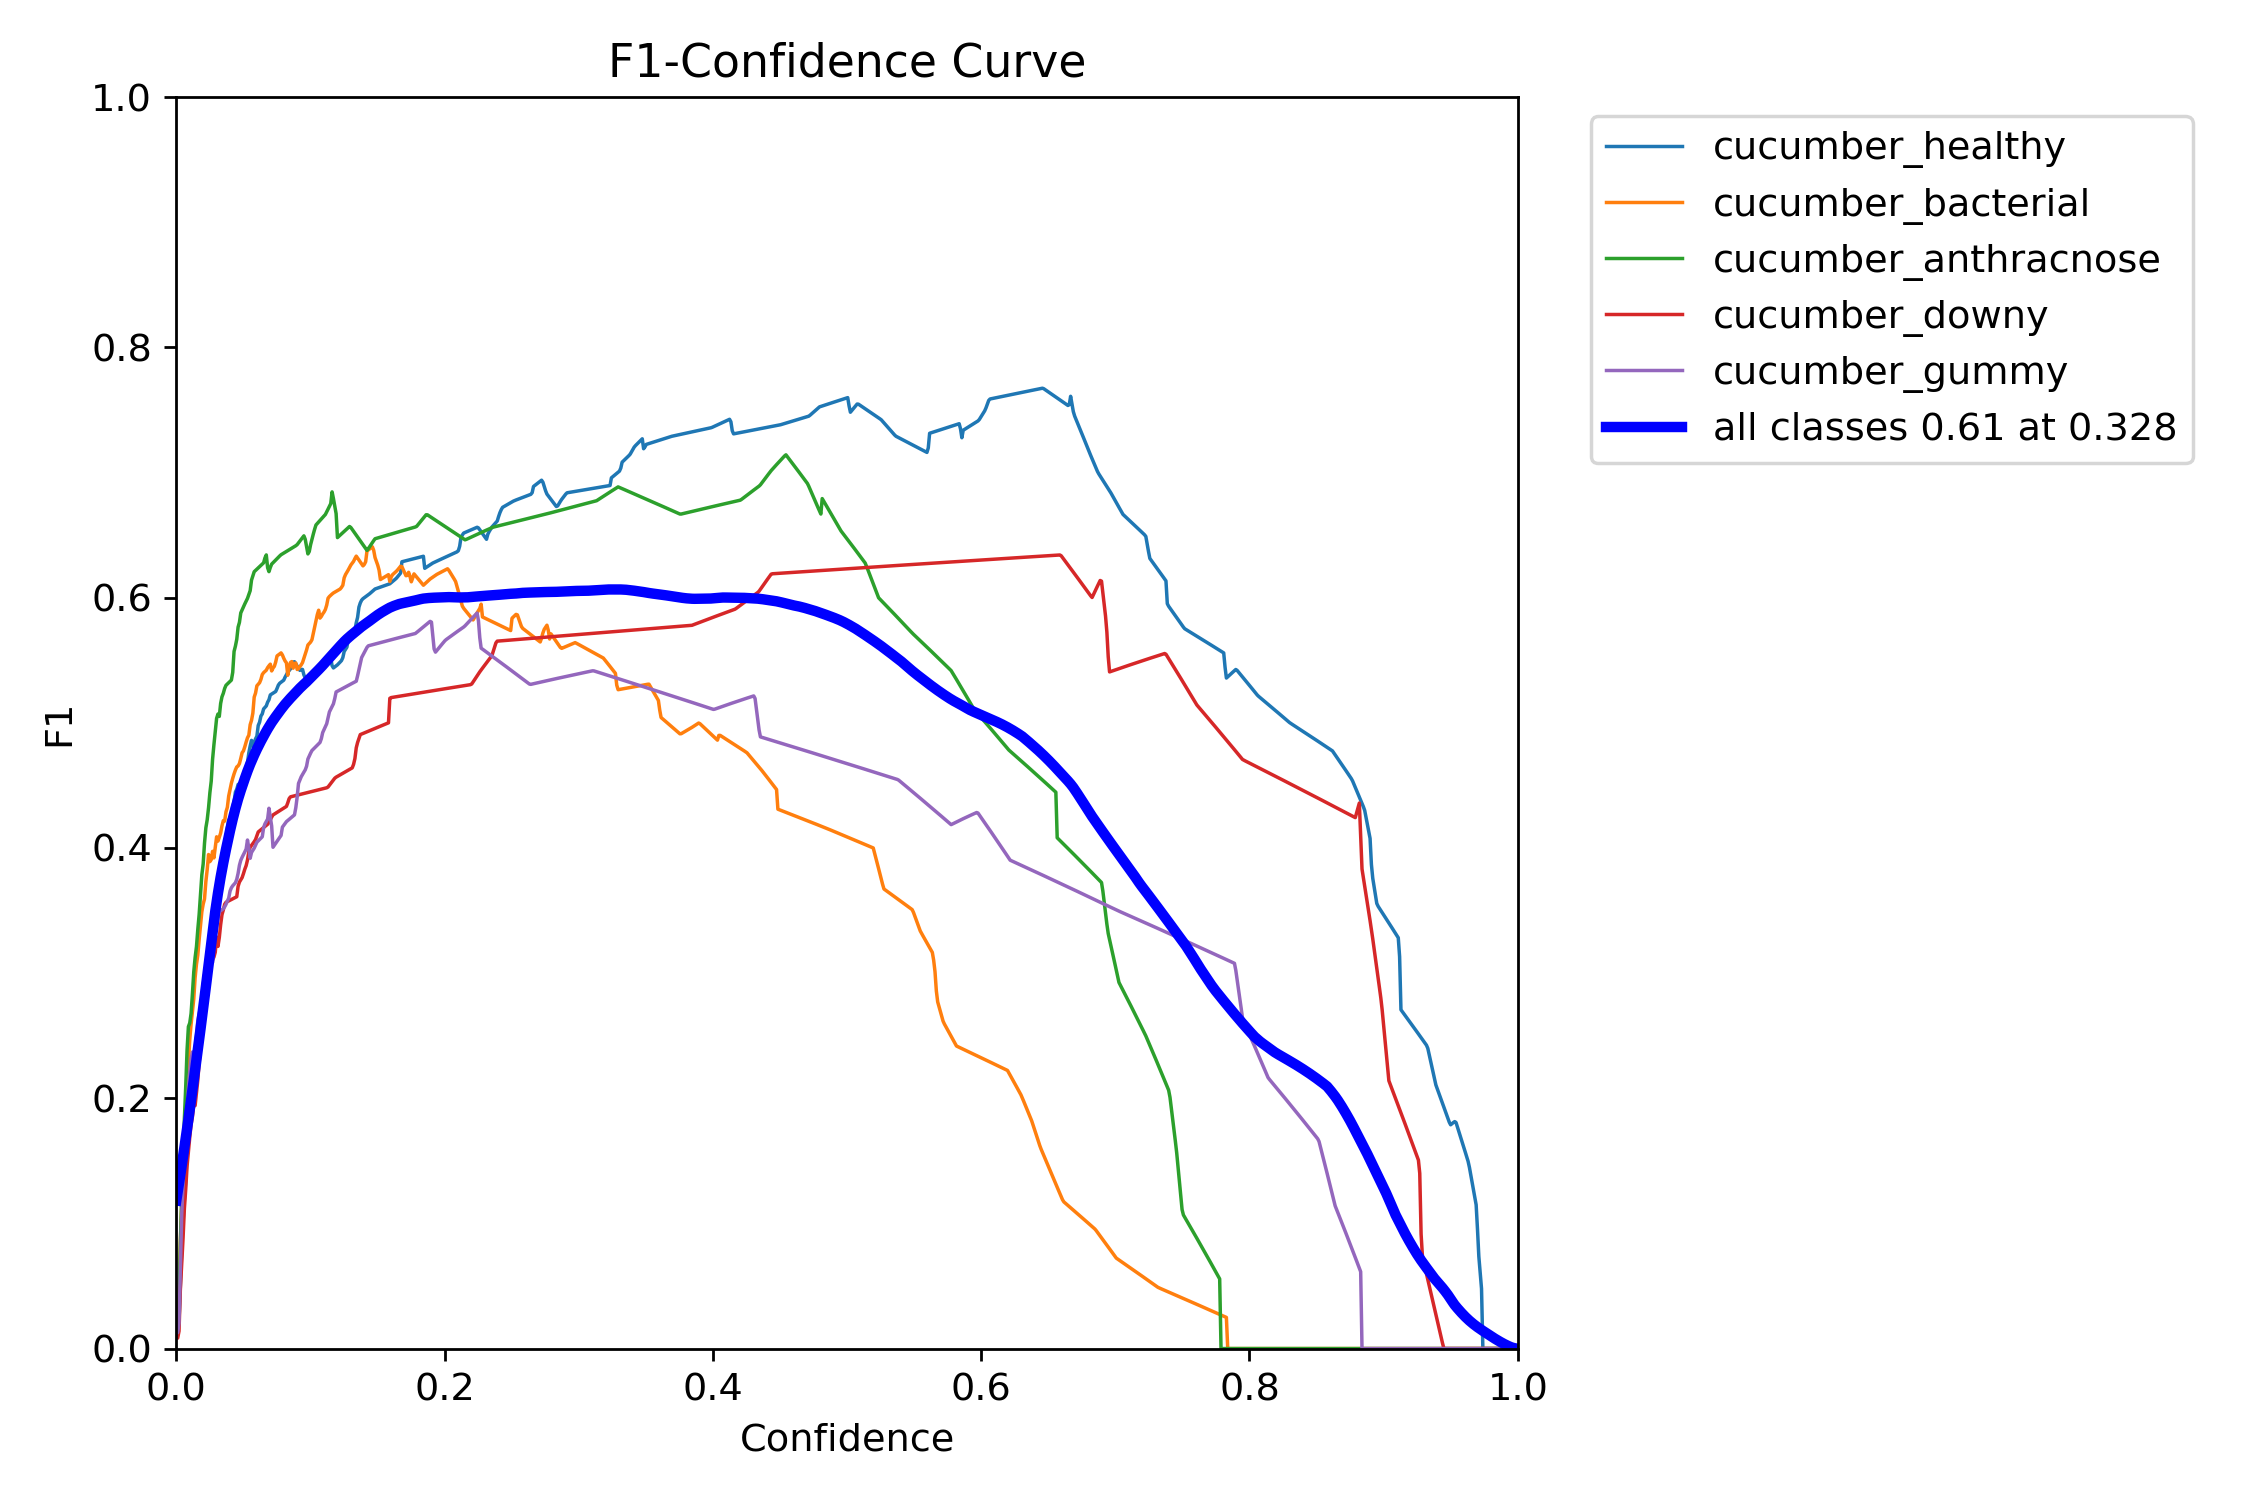 F1-Confidence Curve
cucumber_healthy
cucumber_bacterial
cucumber_anthracnose
cucumber_downy
cucumber_gummy
all classes 0.61 at 0.328
1.0
0.8
0.6
0.4
0.2
0.0
F1
0.0 0.2 0.4 0.6 0.8 1.0
Confidence